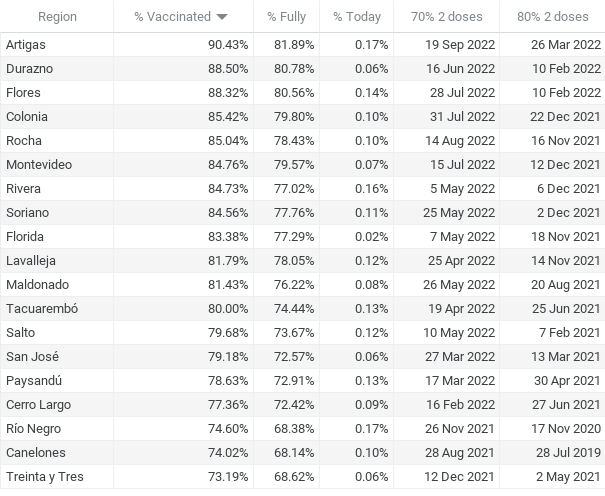 Region % Vaccinated % Fully % Today 70% 2 doses 80% 2 doses
Artigas 90.43% 81.89% 0.17% 19 Sep 2022 26 Mar 2022
Durazno 88.50% 80.78% 0.06% 16 Jun 2022 10 Feb 2022
Flores 88.32% 80.56% 0.14% 28 Jul 2022 10 Feb 2022
Colonia 85.42% 79.80% 0.10% 31 Jul 2022 22 Dec 2021
Rocha 85.04% 78.43% 0.10% 14 Aug 2022 16 Nov 2021
Montevideo 84.76% 79.57% 0.07% 15 Jul 2022 12 Dec 2021
Rivera 84.73% 77.02% 0.16% 5 May 2022 6 Dec 2021
Soriano 84.56% 77.76% 0.11% 25 May 2022 2 Dec 2021
Florida 83.38% 77.29% 0.02% 7 May 2022 18 Nov 2021
Lavalleja 81.79% 78.05% 0.12% 25 Apr 2022 14 Nov 2021
Maldonado 81.43% 76.22% 0.08% 26 May 2022 20 Aug 2021
Tacuarembó 80.00% 74.44% 0.13% 19 Apr 2022 25 Jun 2021
Salto 79.68% 73.67% 0.12% 10 May 2022 7 Feb 2021
San José 79.18% 72.57% 0.06% 27 Mar 2022 13 Mar 2021
Paysandú 78.63% 72.91% 0.13% 17 Mar 2022 30 Apr 2021
Cerro Largo 77.36% 72.42% 0.09% 16 Feb 2022 27 Jun 2021
Río Negro 74.60% 68.38% 0.17% 26 Nov 2021 17 Nov 2020
Canelones 74.02% 68.14% 0.10% 28 Aug 2021 28 Jul 2019
Treinta y Tres 73.19% 68.62% 0.06% 12 Dec 2021 2 May 2021